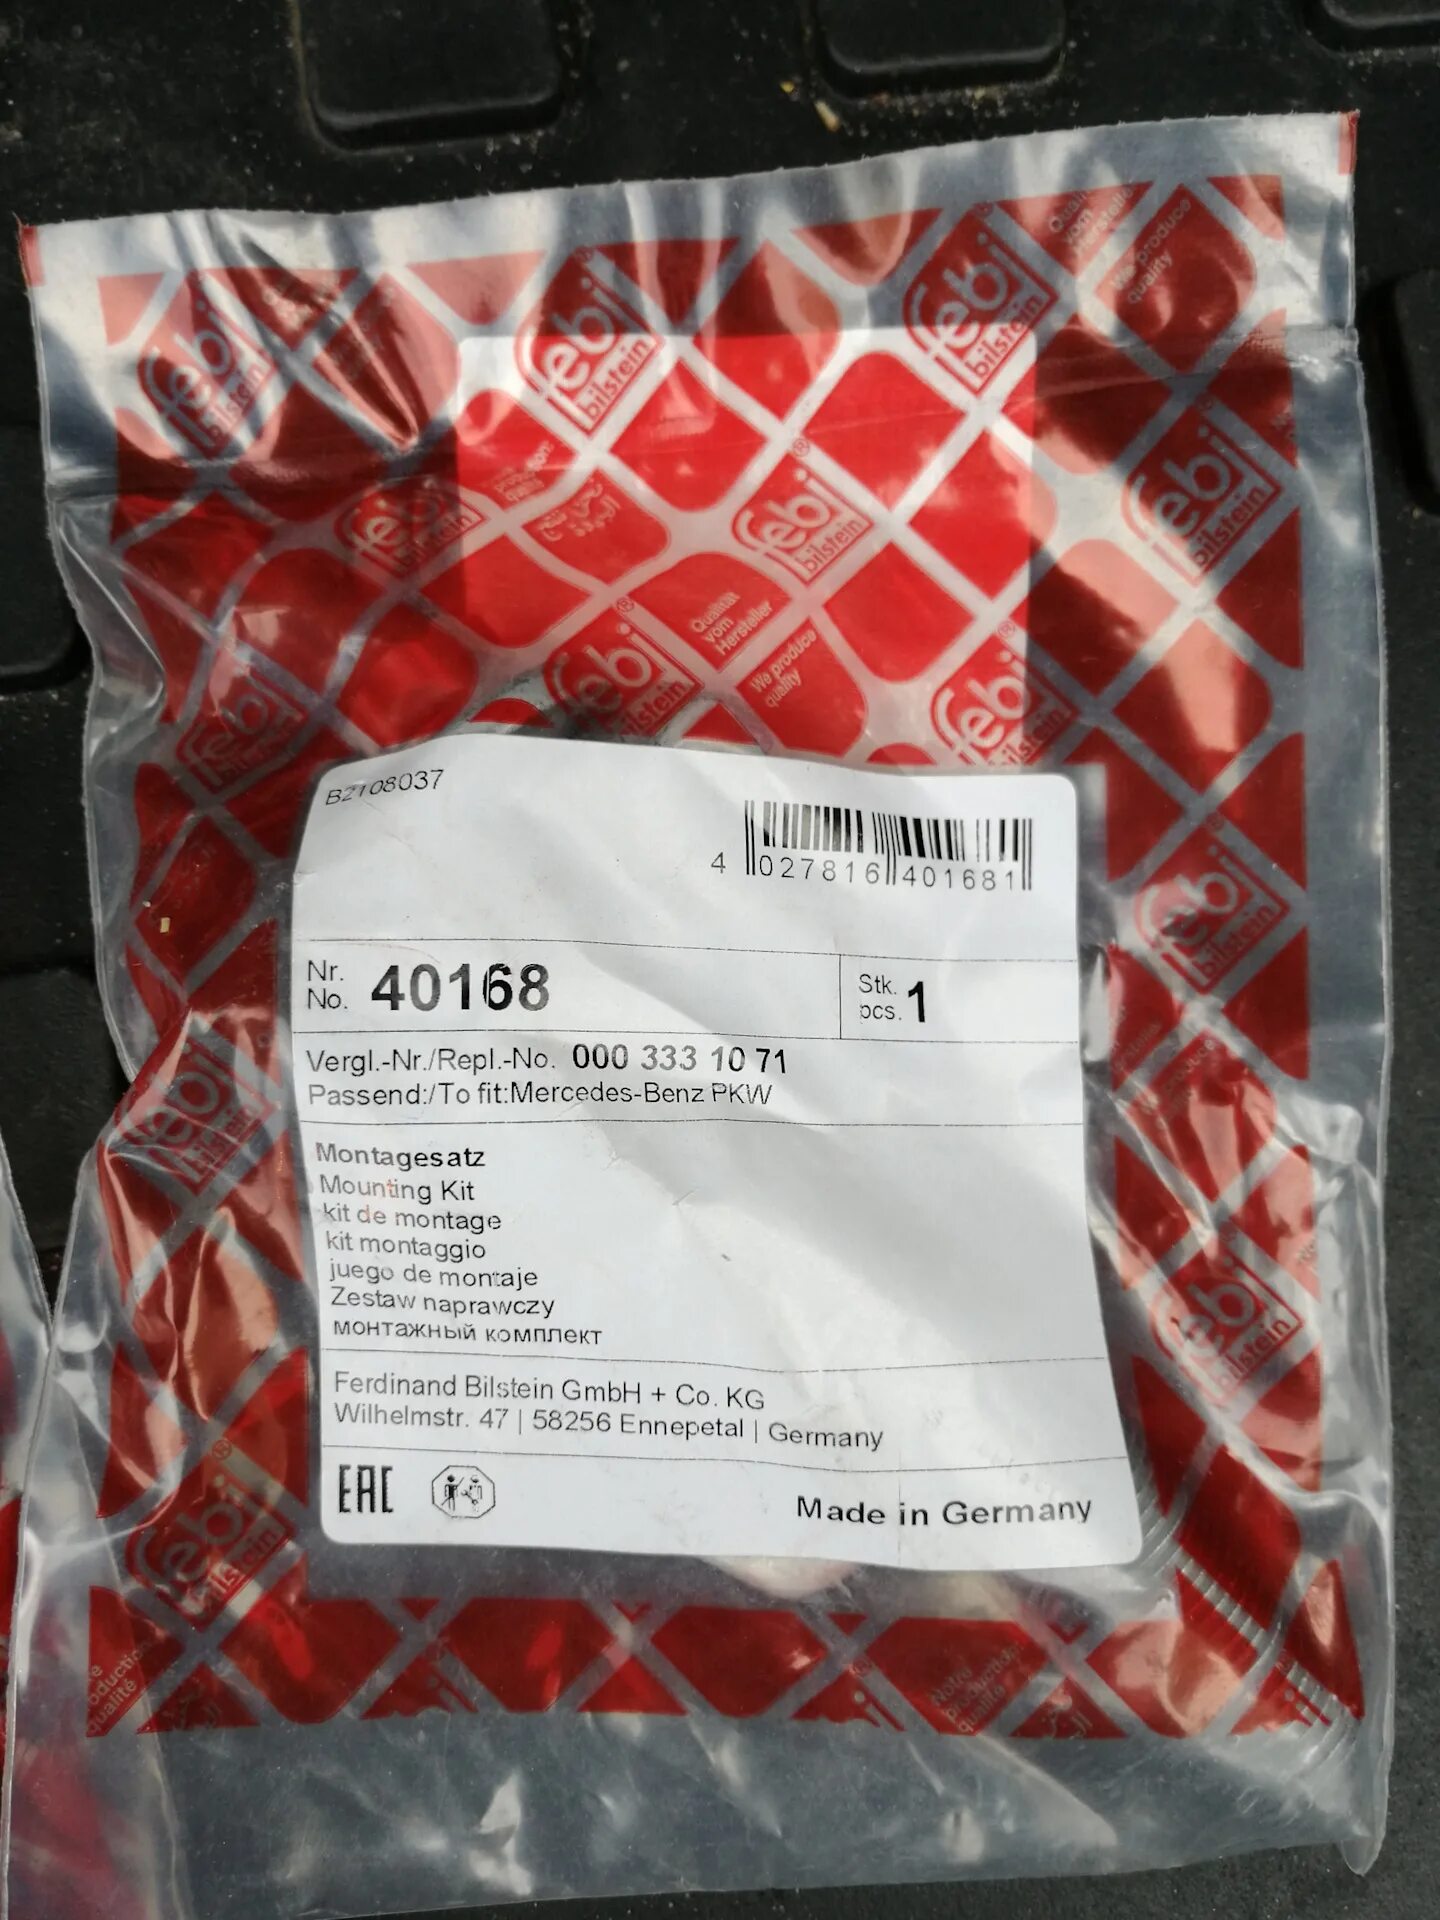 febi
bilstein
Qualität
vom
Hersteller
We produce
quality
B2108037
4 027816 401681
Nr.
No. 40168
Stk.
pcs. 1
Vergl.-Nr./Repl.-No. 000 333 10 71
Passend:/To fit:Mercedes-Benz PKW
Montagesatz
Mounting Kit
kit de montage
kit montaggio
juego de montaje
Zestaw naprawczy
монтажный комплект
Ferdinand Bilstein GmbH + Co. KG
Wilhelmstr. 47 | 58256 Ennepetal | Germany
EAC
Made in Germany